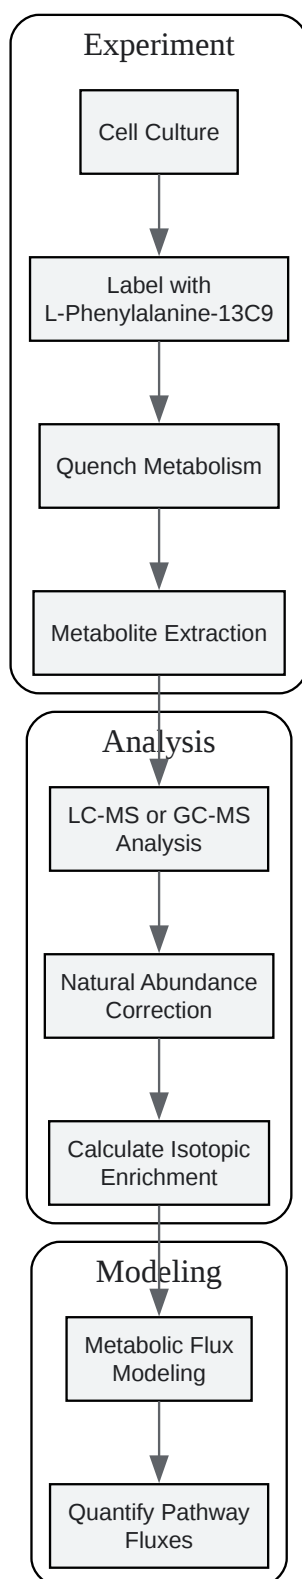 Experiment
Cell Culture
Label with
L-Phenylalanine-13C9
Quench Metabolism
Metabolite Extraction
Analysis
LC-MS or GC-MS
Analysis
Natural Abundance
Correction
Calculate Isotopic
Enrichment
Modeling
Metabolic Flux
Modeling
Quantify Pathway
Fluxes